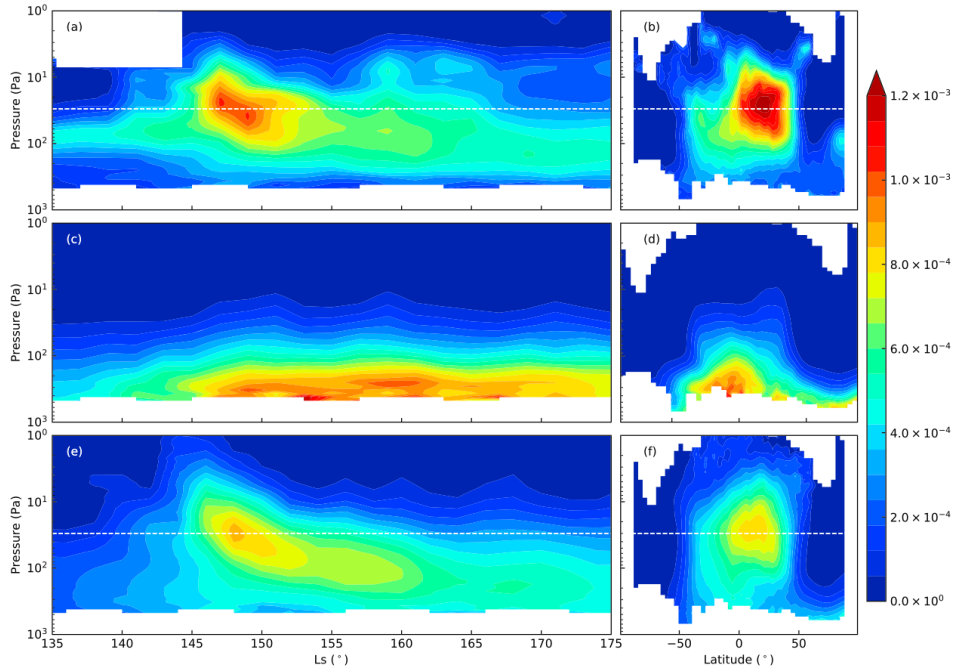 10⁰
10¹
10²
10³
Pressure (Pa)
(a)
(b)
10⁰
10¹
10²
10³
Pressure (Pa)
(c)
(d)
10⁰
10¹
10²
10³
Pressure (Pa)
(e)
(f)
135 140 145 150 155 160 165 170 175
Ls (°)
−50 0 50
Latitude (°)
1.2 × 10⁻³
1.0 × 10⁻³
8.0 × 10⁻⁴
6.0 × 10⁻⁴
4.0 × 10⁻⁴
2.0 × 10⁻⁴
0.0 × 10⁰